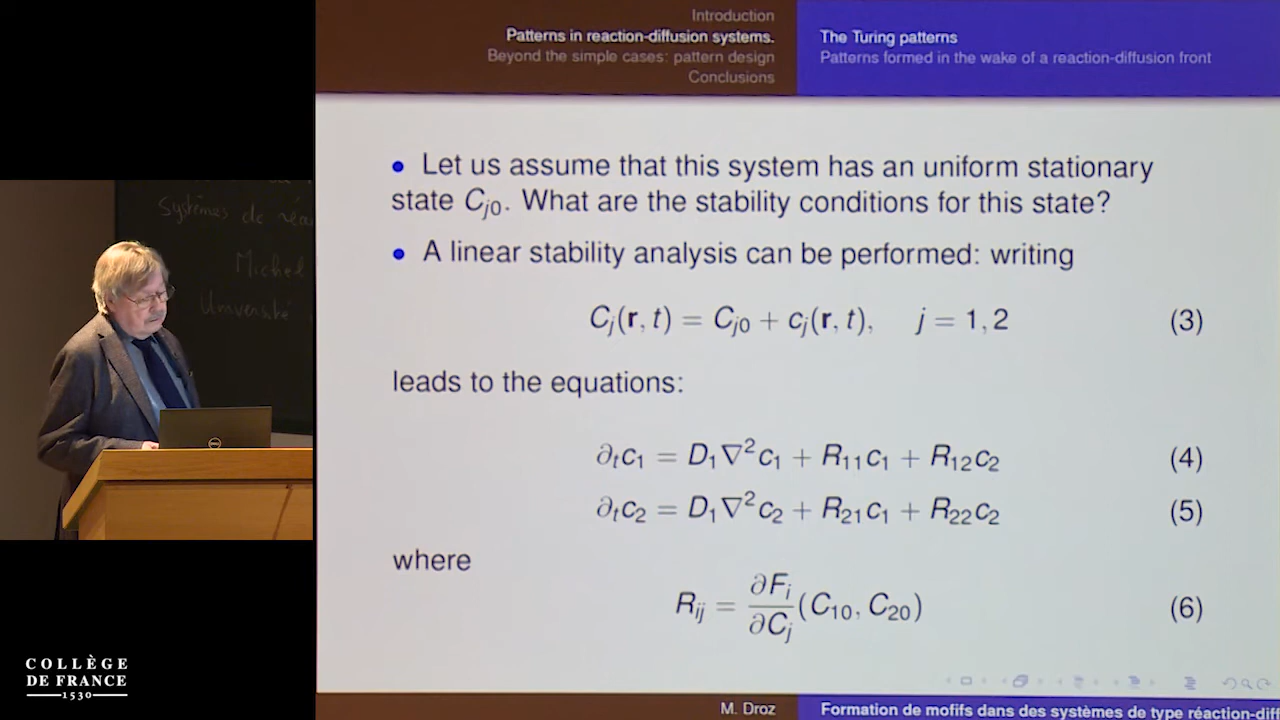 Introduction
Patterns in reaction-diffusion systems.
Beyond the simple cases: pattern design
Conclusions
The Turing patterns
Patterns formed in the wake of a reaction-diffusion front
• Let us assume that this system has an uniform stationary
state C_{j0}. What are the stability conditions for this state?
• A linear stability analysis can be performed: writing
C_j(r, t) = C_{j0} + c_j(r, t), j = 1, 2 (3)
leads to the equations:
∂_t c_1 = D_1∇²c_1 + R_{11}c_1 + R_{12}c_2 (4)
∂_t c_2 = D_1∇²c_2 + R_{21}c_1 + R_{22}c_2 (5)
where
R_{ij} = ∂F_i/∂C_j (C_{10}, C_{20}) (6)
M. Droz
Formation de motifs dans des systèmes de type réaction-diff
Systèmes de réa
Michel
Université
DELL
COLLÈGE
DE FRANCE
1530